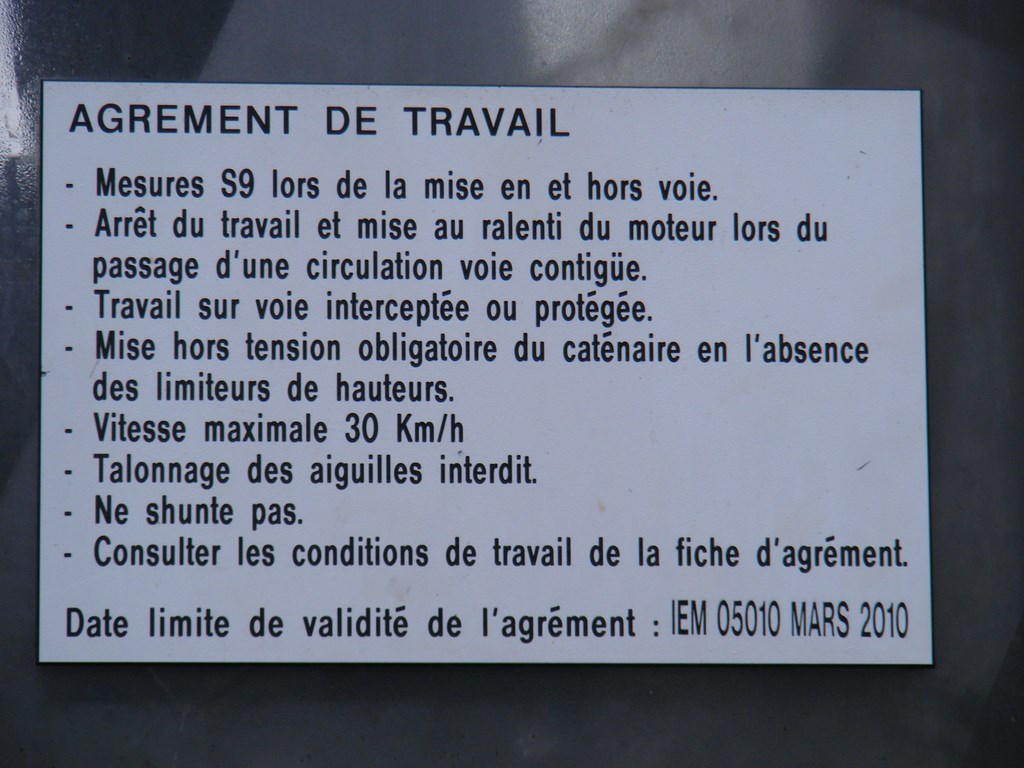 AGREMENT DE TRAVAIL
- Mesures S9 lors de la mise en et hors voie.
- Arrêt du travail et mise au ralenti du moteur lors du
passage d'une circulation voie contigüe.
- Travail sur voie interceptée ou protégée.
- Mise hors tension obligatoire du caténaire en l'absence
des limiteurs de hauteurs.
- Vitesse maximale 30 Km/h
- Talonnage des aiguilles interdit.
- Ne shunte pas.
- Consulter les conditions de travail de la fiche d'agrément.
Date limite de validité de l'agrément : IEM 05010 MARS 2010